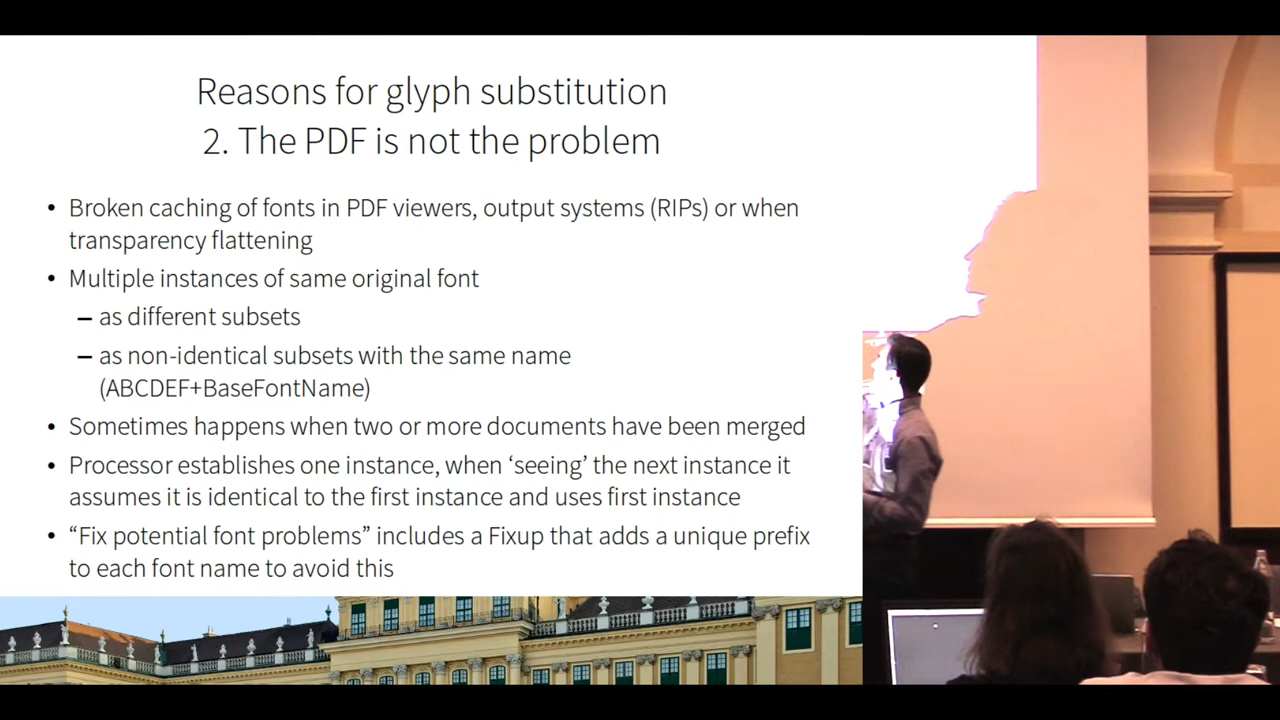 Reasons for glyph substitution
2. The PDF is not the problem
• Broken caching of fonts in PDF viewers, output systems (RIPs) or when
transparency flattening
• Multiple instances of same original font
– as different subsets
– as non-identical subsets with the same name
(ABCDEF+BaseFontName)
• Sometimes happens when two or more documents have been merged
• Processor establishes one instance, when ‘seeing’ the next instance it
assumes it is identical to the first instance and uses first instance
• “Fix potential font problems” includes a Fixup that adds a unique prefix
to each font name to avoid this